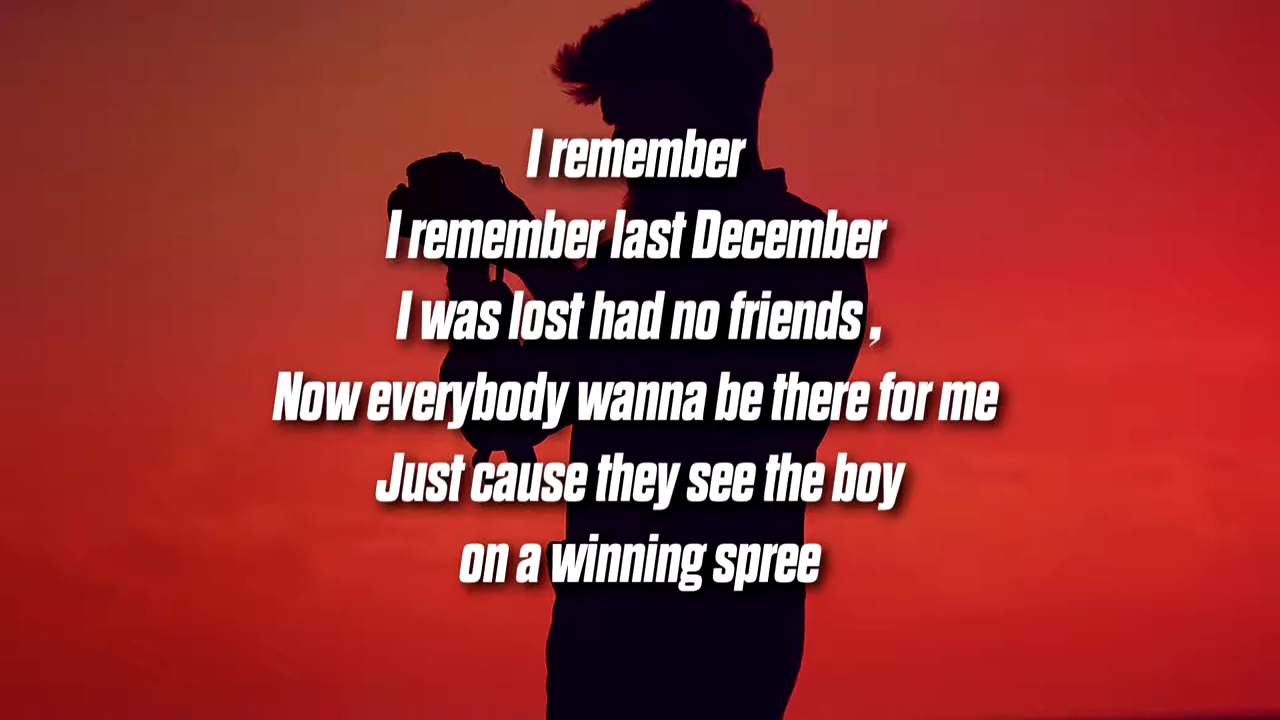 I remember
I remember last December
I was lost had no friends ,
Now everybody wanna be there for me
Just cause they see the boy
on a winning spree